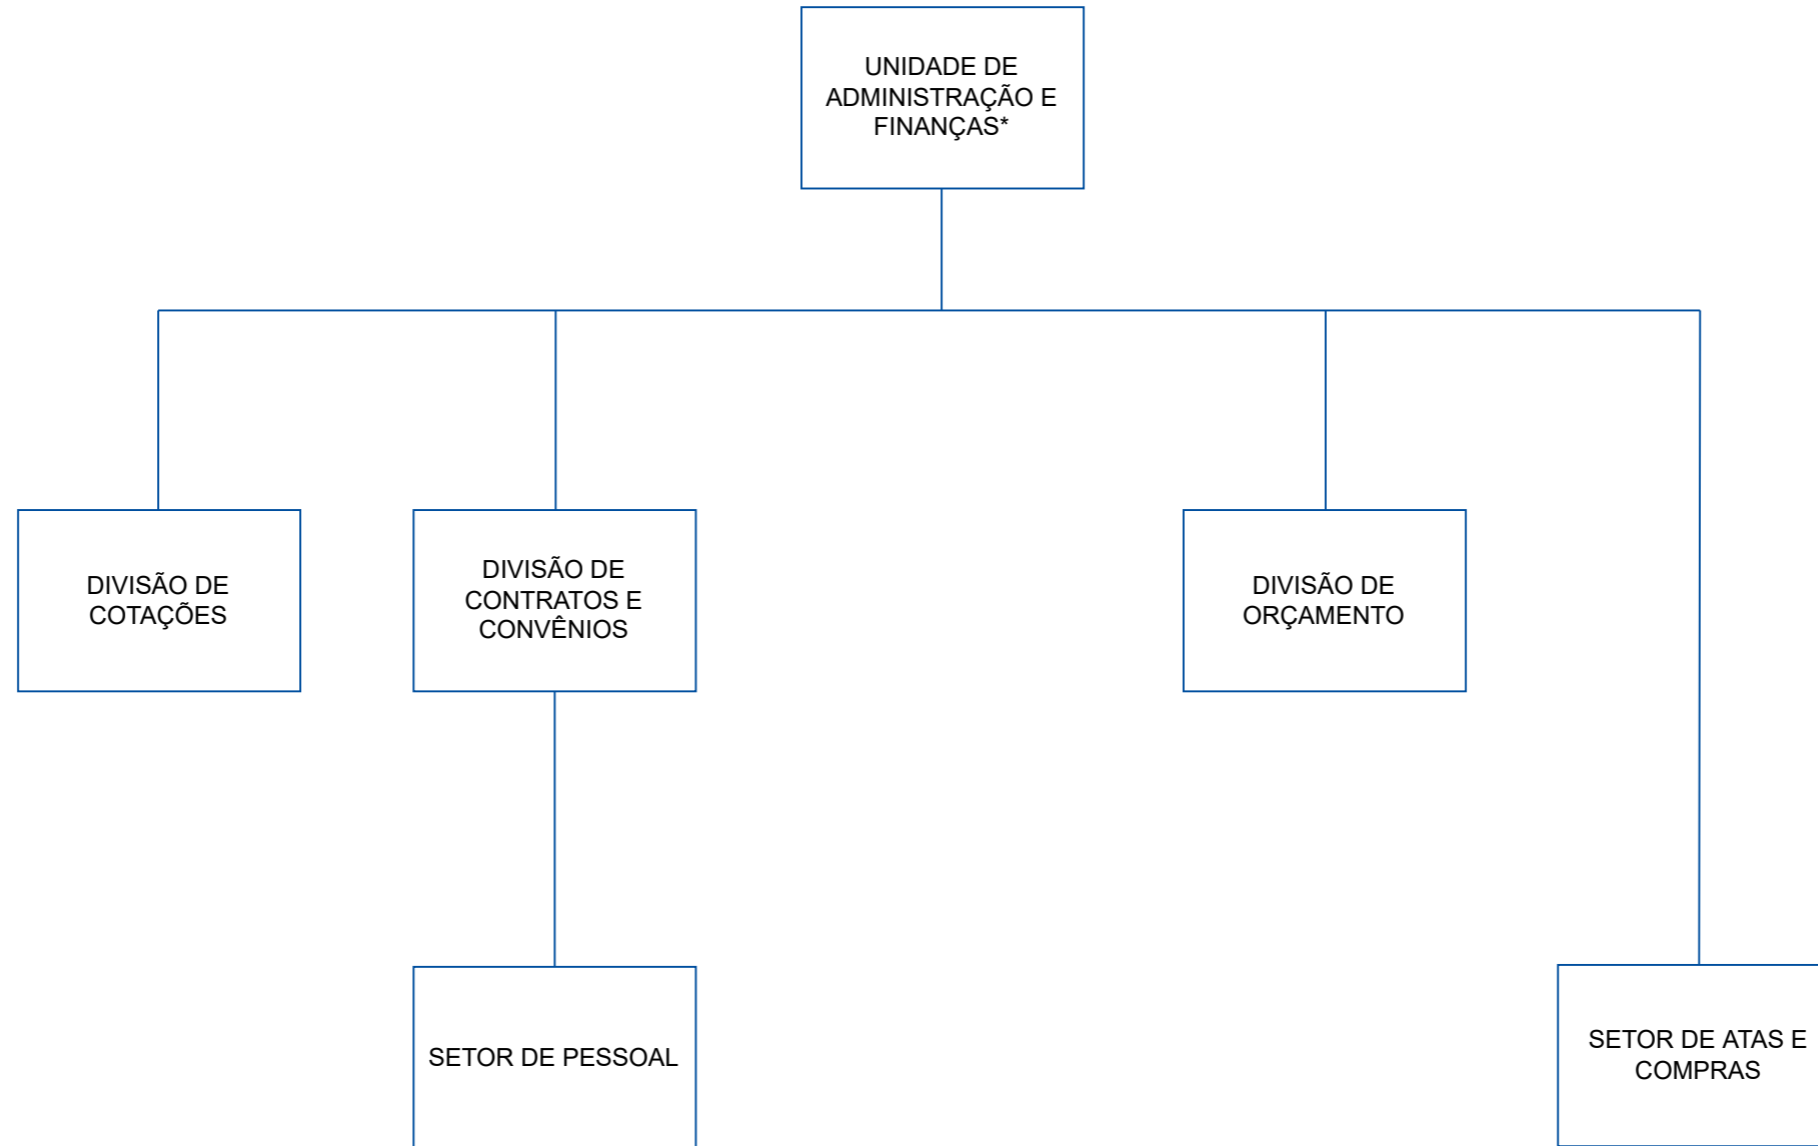 UNIDADE DE
ADMINISTRAÇÃO E
FINANÇAS*
DIVISÃO DE
COTAÇÕES
DIVISÃO DE
CONTRATOS E
CONVÊNIOS
DIVISÃO DE
ORÇAMENTO
SETOR DE PESSOAL
SETOR DE ATAS E
COMPRAS